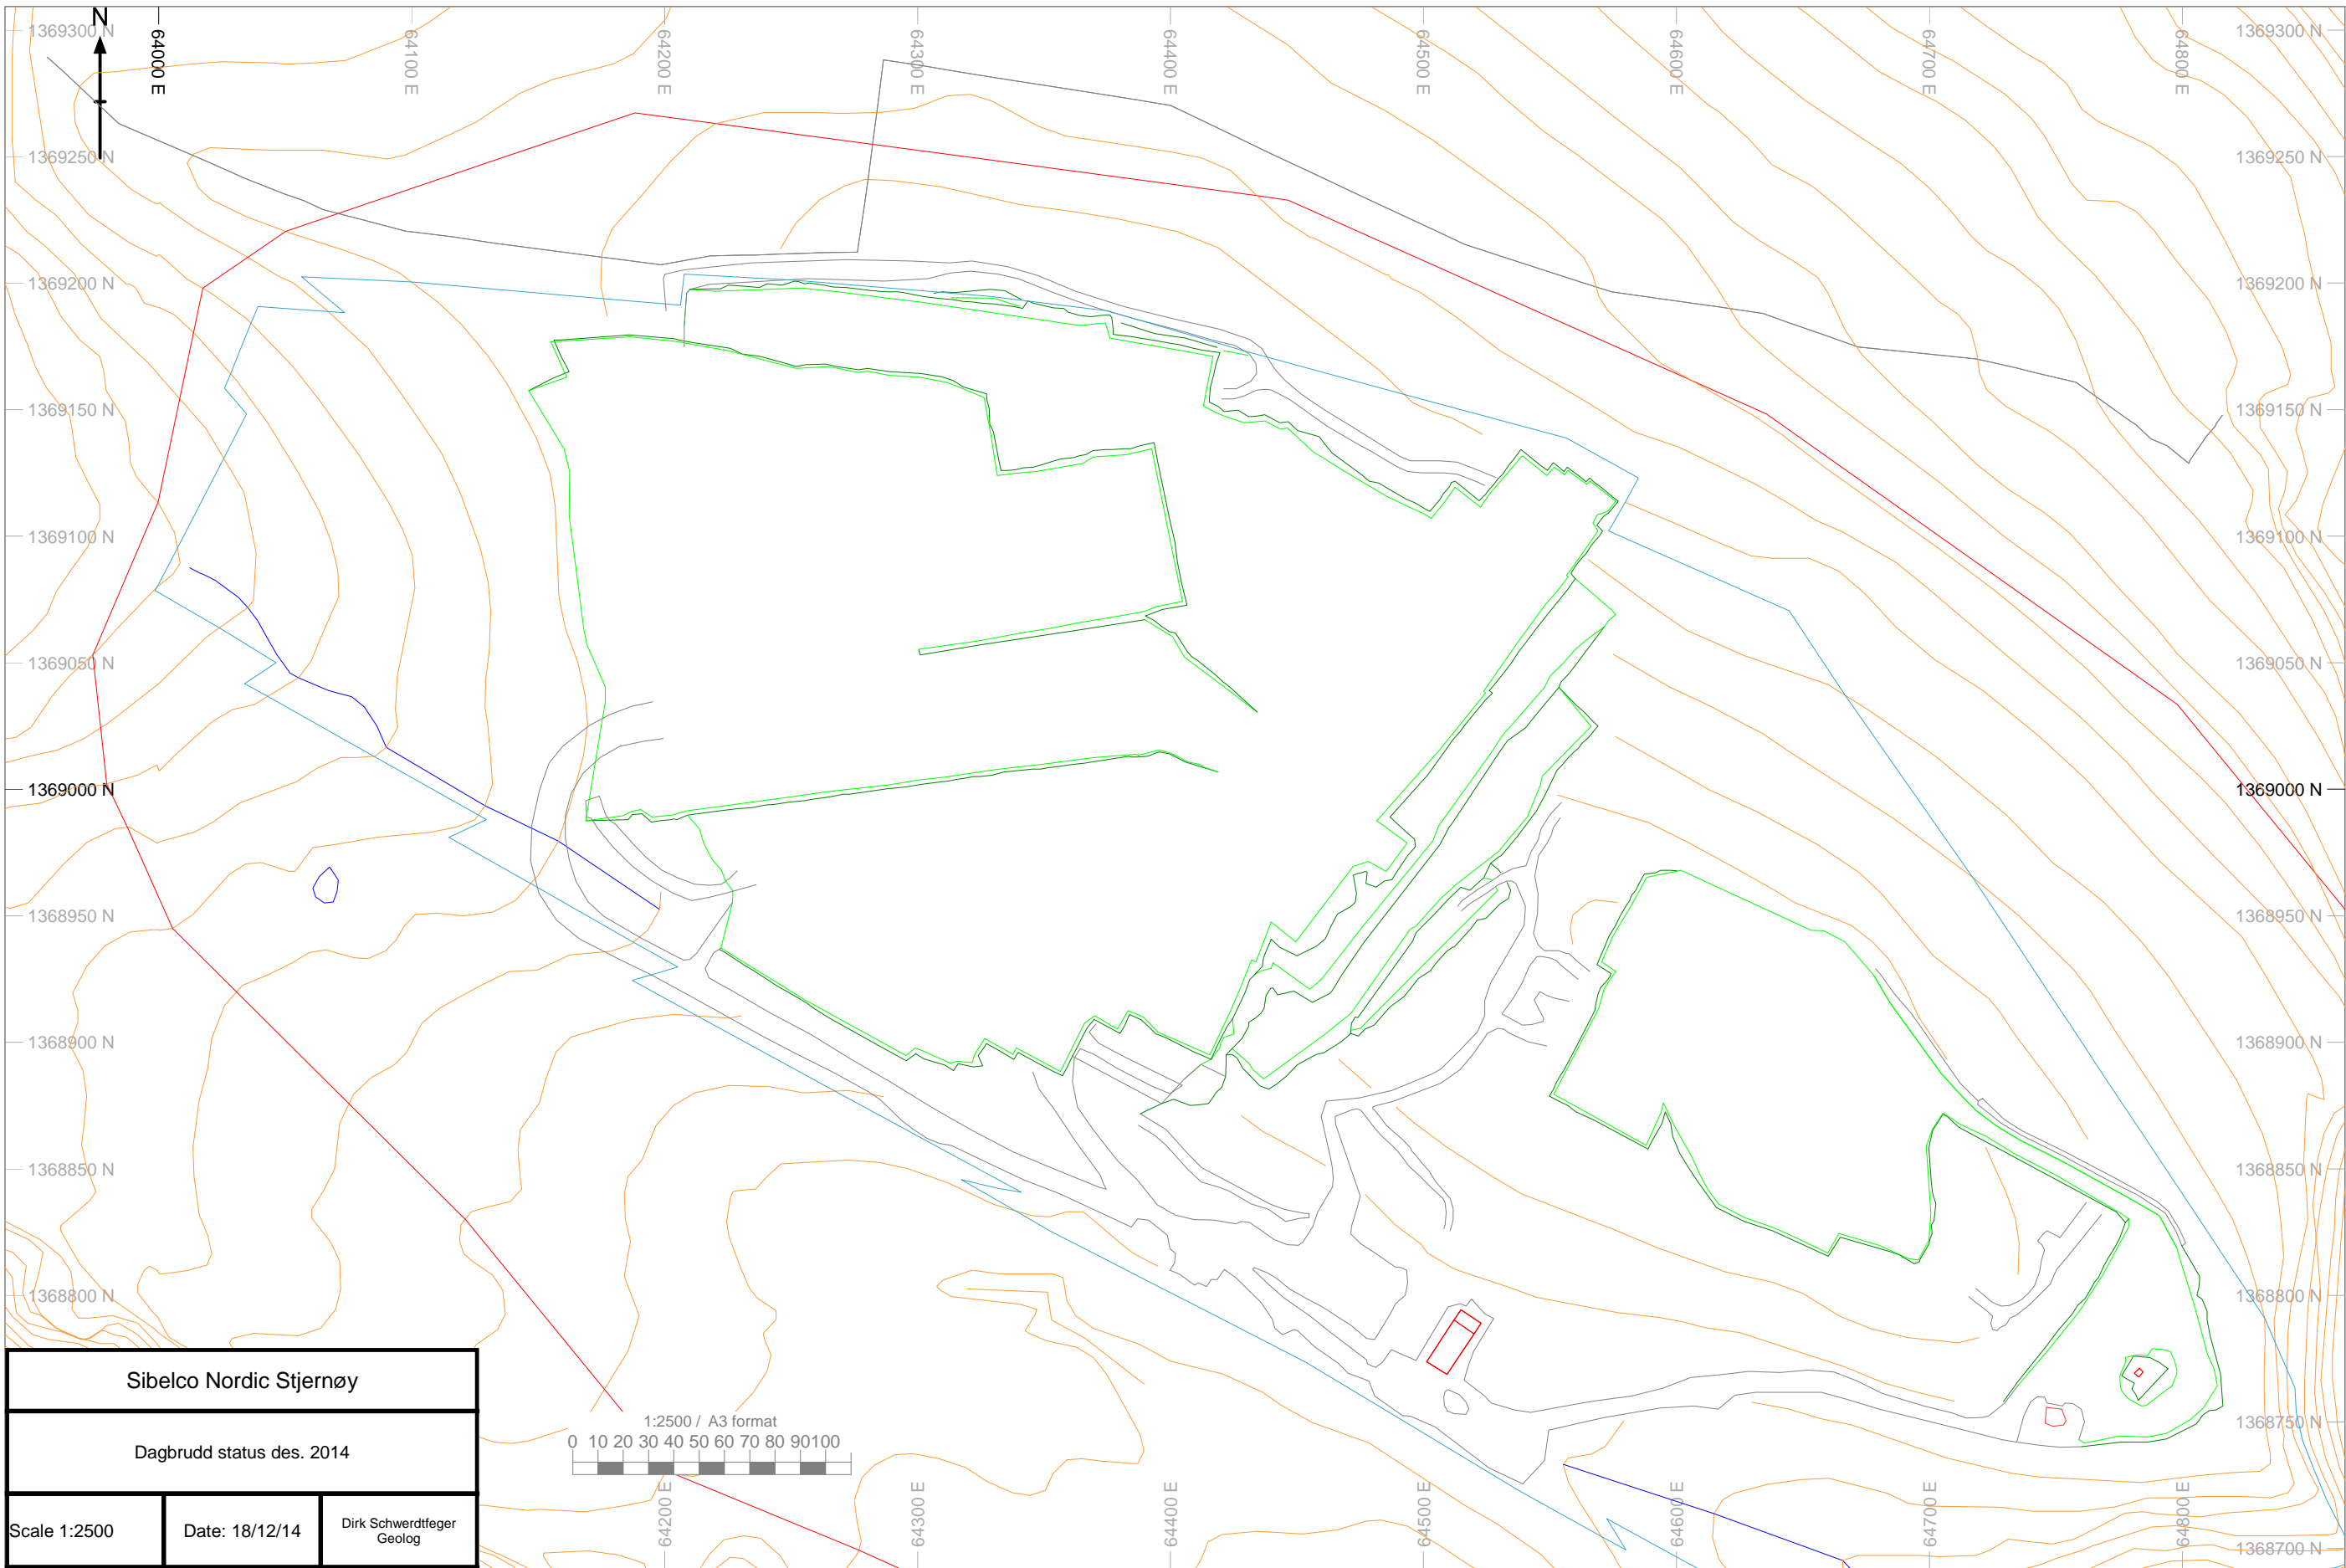 N
64000 E
64100 E
64200 E
64300 E
64400 E
64500 E
64600 E
64700 E
64800 E
1369300 N
1369300 N
1369250 N
1369250 N
1369200 N
1369200 N
1369150 N
1369150 N
1369100 N
1369100 N
1369050 N
1369050 N
1369000 N
1369000 N
1368950 N
1368950 N
1368900 N
1368900 N
1368850 N
1368850 N
1368800 N
1368800 N
1368750 N
1368700 N
Sibelco Nordic Stjernøy
Dagbrudd status des. 2014
Scale 1:2500
Date: 18/12/14
Dirk Schwerdtfeger
Geolog
1:2500 / A3 format
0 10 20 30 40 50 60 70 80 90 100
64200 E
64300 E
64400 E
64500 E
64600 E
64700 E
64800 E